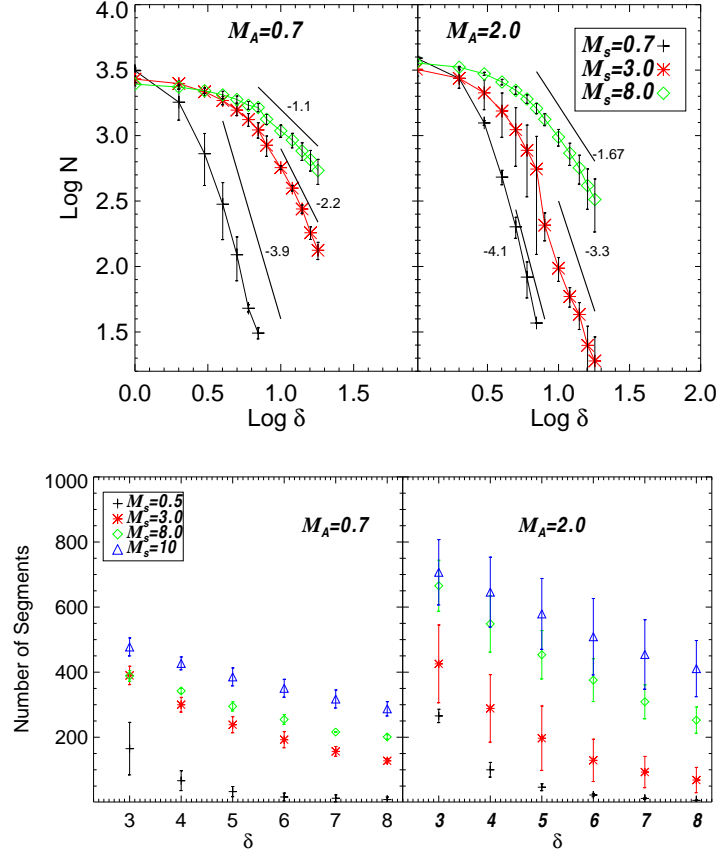 M_A=0.7
M_A=2.0
M_s=0.7
M_s=3.0
M_s=8.0
4.0
3.5
3.0
2.5
2.0
1.5
Log N
-1.1
-2.2
-3.9
-1.67
-4.1
-3.3
0.0 0.5 1.0 1.5 0.5 1.0 1.5 2.0
Log δ Log δ
M_s=0.5
M_s=3.0
M_s=8.0
M_s=10
M_A=0.7
M_A=2.0
1000
800
600
400
200
Number of Segments
3 4 5 6 7 8 3 4 5 6 7 8
δ δ